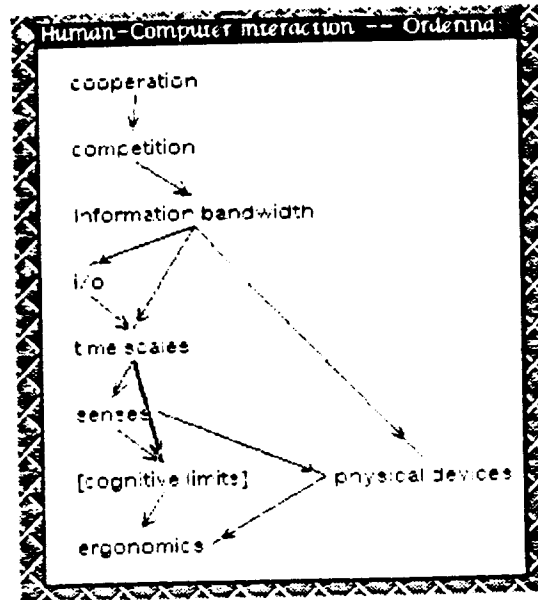 Human-Computer Interaction -- Ordering
cooperation
competition
information bandwidth
i/o
time scales
senses
[cognitive limits]
physical devices
ergonomics